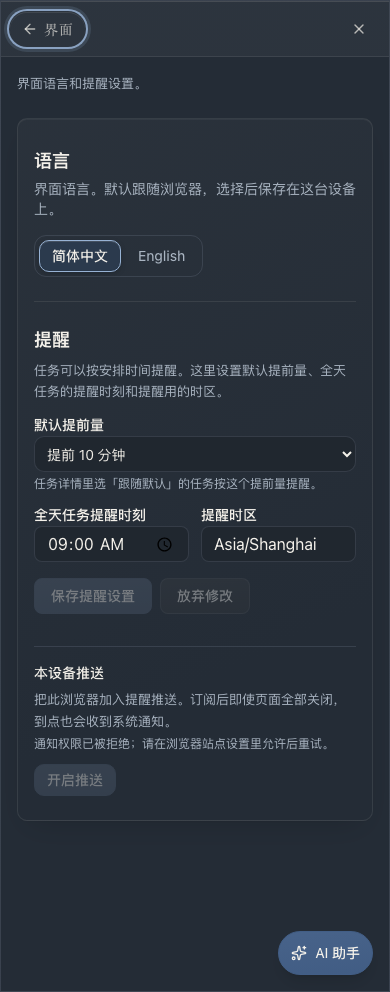 界面
界面语言和提醒设置。
语言
界面语言。默认跟随浏览器，选择后保存在这台设备
上。
简体中文 English
提醒
任务可以按安排时间提醒。这里设置默认提前量、全天
任务的提醒时刻和提醒用的时区。
默认提前量
提前 10 分钟
任务详情里选「跟随默认」的任务按这个提前量提醒。
全天任务提醒时刻 提醒时区
09:00 AM Asia/Shanghai
保存提醒设置 放弃修改
本设备推送
把此浏览器加入提醒推送。订阅后即使页面全部关闭，
到点也会收到系统通知。
通知权限已被拒绝；请在浏览器站点设置里允许后重试。
开启推送
AI 助手